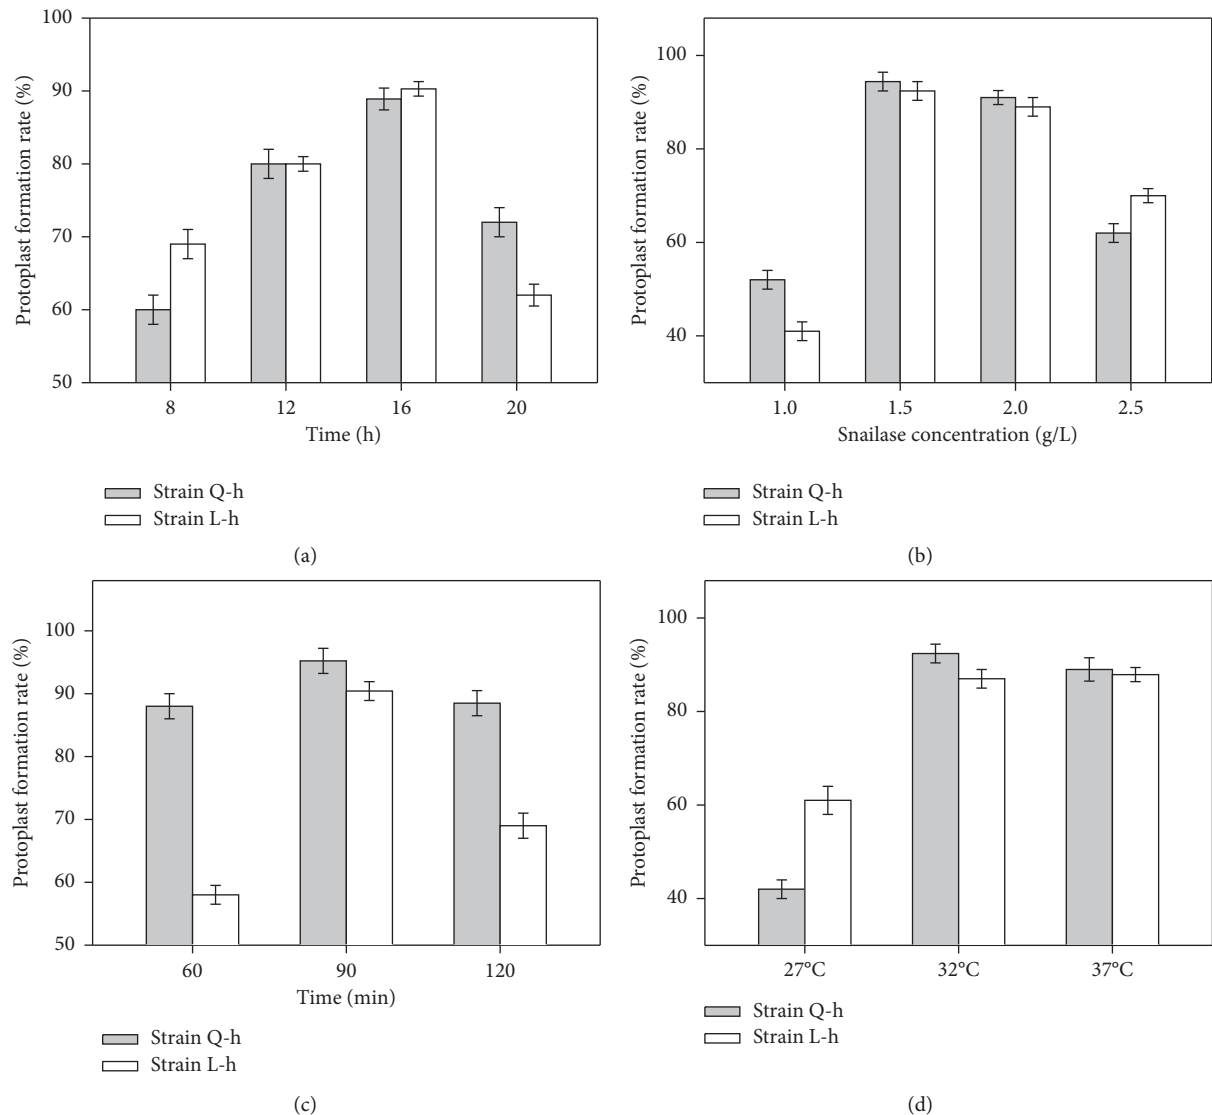 100
90
80
70
60
50
Protoplast formation rate (%)
8 12 16 20
Time (h)
Strain Q-h
Strain L-h
(a)
100
80
60
40
Protoplast formation rate (%)
1.0 1.5 2.0 2.5
Snailase concentration (g/L)
Strain Q-h
Strain L-h
(b)
100
90
80
70
60
50
Protoplast formation rate (%)
60 90 120
Time (min)
Strain Q-h
Strain L-h
(c)
100
80
60
40
Protoplast formation rate (%)
27°C 32°C 37°C
Strain Q-h
Strain L-h
(d)